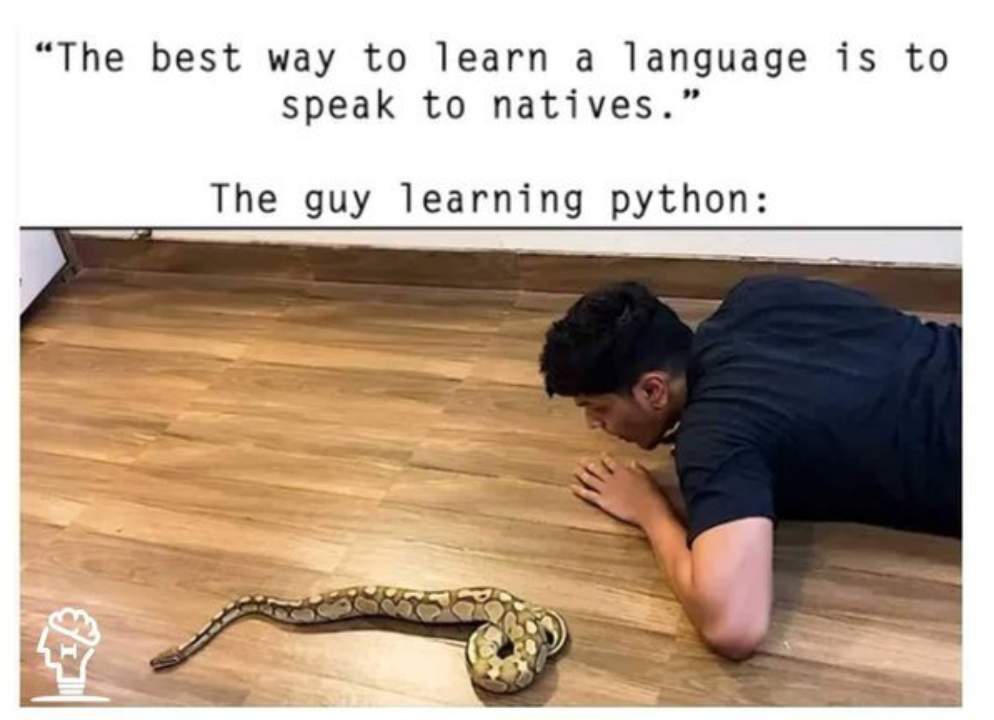 “The best way to learn a language is to
speak to natives.”
The guy learning python:
H